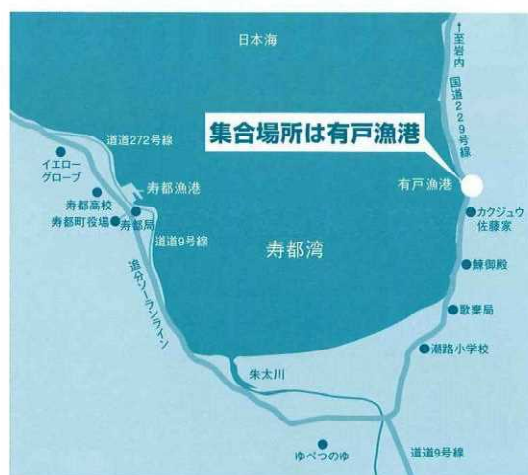 日本海
↑至岩内
国道229号線
集合場所は有戸漁港
有戸漁港
道道272号線
イエロー
グローブ
寿都漁港
寿都高校
寿都町役場
寿都局
道道9号線
追分ソーランライン
寿都湾
カクジュウ
佐藤家
鰊御殿
歌棄局
潮路小学校
朱太川
ゆべつのゆ
道道9号線